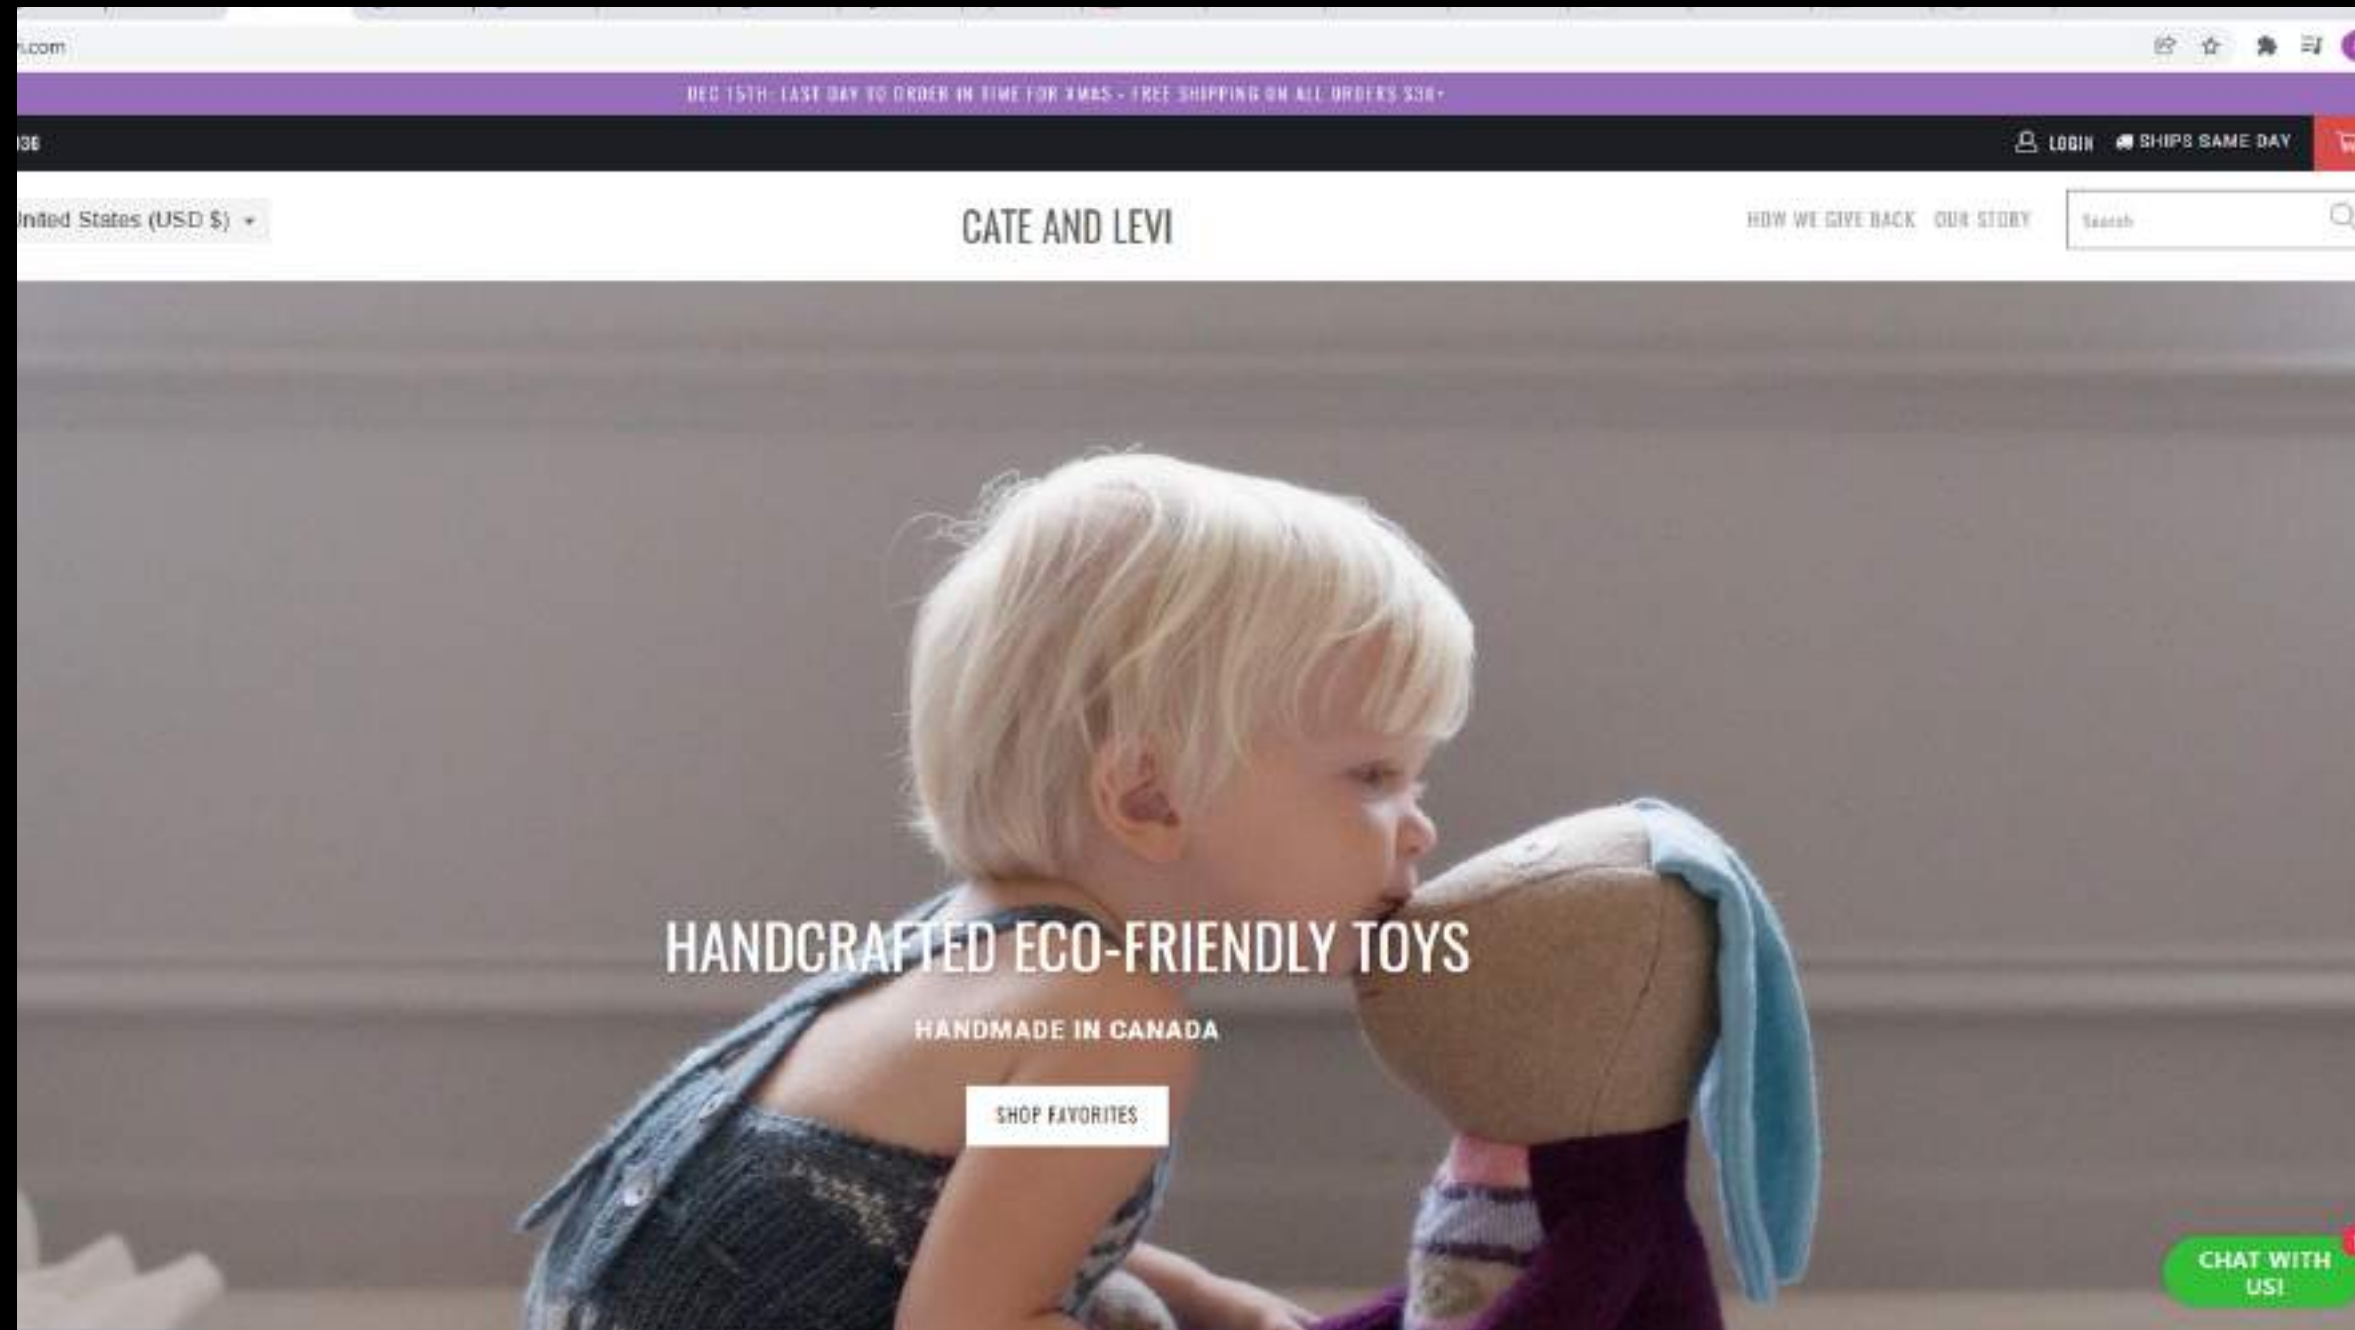 i.com
DEC 15TH: LAST DAY TO ORDER IN TIME FOR XMAS - FREE SHIPPING ON ALL ORDERS $30+
LOGIN SHIPS SAME DAY
United States (USD $)
CATE AND LEVI
HOW WE GIVE BACK OUR STORY
Search
HANDCRAFTED ECO-FRIENDLY TOYS
HANDMADE IN CANADA
SHOP FAVORITES
CHAT WITH
US!